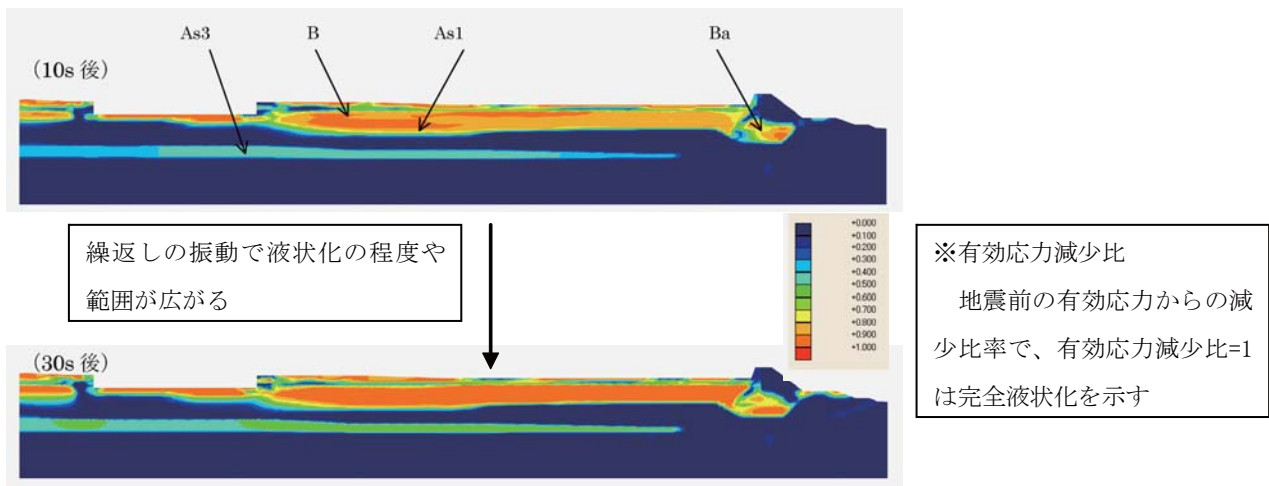 As3 B As1 Ba
（10s 後）
繰返しの振動で液状化の程度や
範囲が広がる
+0.000
+0.100
+0.200
+0.300
+0.400
+0.500
+0.600
+0.700
+0.800
+0.900
+1.000
※有効応力減少比
地震前の有効応力からの減
少比率で、有効応力減少比=1
は完全液状化を示す
(30s 後)